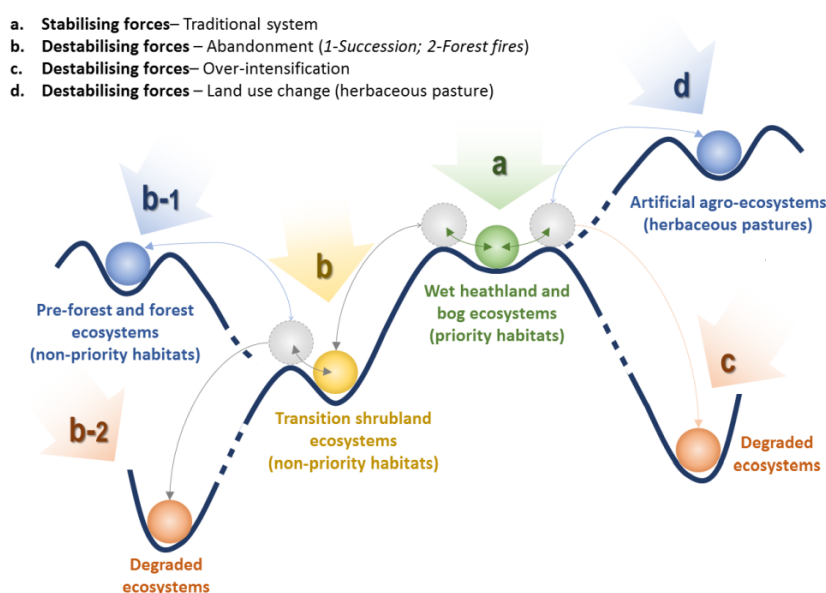 a. Stabilising forces– Traditional system
b. Destabilising forces – Abandonment (1-Succession; 2-Forest fires)
c. Destabilising forces– Over-intensification
d. Destabilising forces – Land use change (herbaceous pasture)
d
a
b-1
Artificial agro-ecosystems
(herbaceous pastures)
b
Wet heathland and
bog ecosystems
(priority habitats)
Pre-forest and forest
ecosystems
(non-priority habitats)
c
b-2
Transition shrubland
ecosystems
(non-priority habitats)
Degraded
ecosystems
Degraded
ecosystems